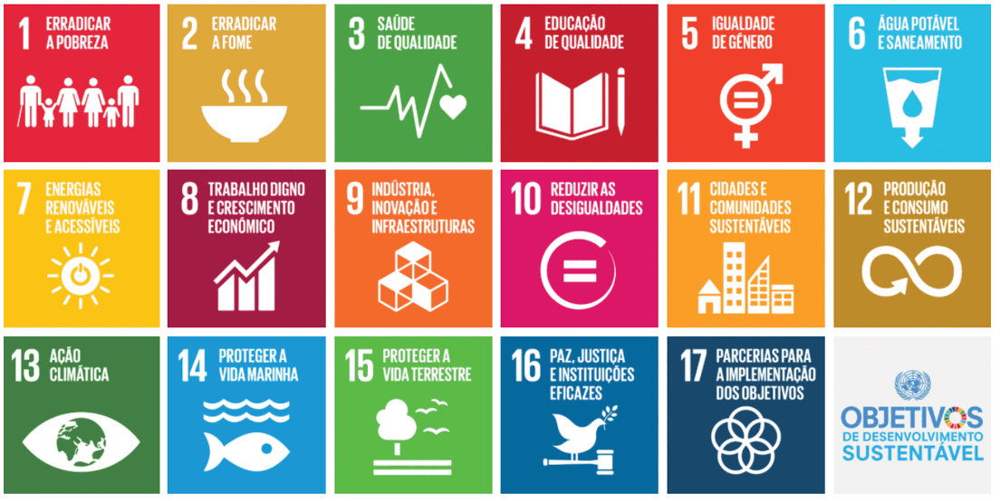 1 ERRADICAR
A POBREZA
2 ERRADICAR
A FOME
3 SAÚDE
DE QUALIDADE
4 EDUCAÇÃO
DE QUALIDADE
5 IGUALDADE
DE GÉNERO
6 ÁGUA POTÁVEL
E SANEAMENTO
7 ENERGIAS
RENOVÁVEIS
E ACESSÍVEIS
8 TRABALHO DIGNO
E CRESCIMENTO
ECONÓMICO
9 INDÚSTRIA,
INOVAÇÃO E
INFRAESTRUTURAS
10 REDUZIR AS
DESIGUALDADES
11 CIDADES E
COMUNIDADES
SUSTENTÁVEIS
12 PRODUÇÃO
E CONSUMO
SUSTENTÁVEIS
13 AÇÃO
CLIMÁTICA
14 PROTEGER A
VIDA MARINHA
15 PROTEGER A
VIDA TERRESTRE
16 PAZ, JUSTIÇA
E INSTITUIÇÕES
EFICAZES
17 PARCERIAS PARA
A IMPLEMENTAÇÃO
DOS OBJETIVOS
OBJETIVOS
DE DESENVOLVIMENTO
SUSTENTÁVEL